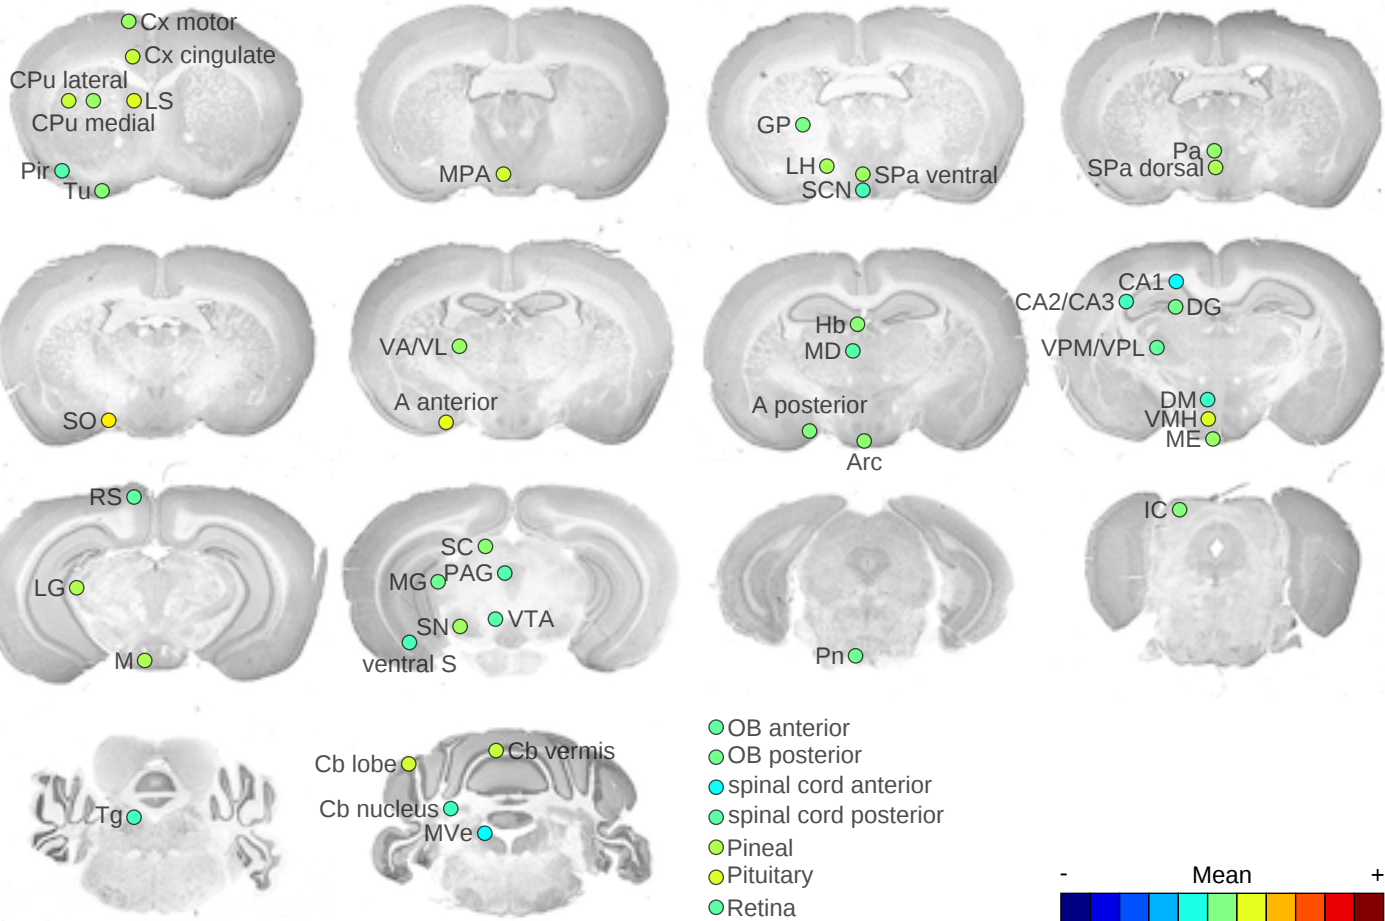 Cx motor
Cx cingulate
CPu lateral
LS
CPu medial
Pir
Tu
MPA
GP
LH
SPa ventral
SCN
Pa
SPa dorsal
SO
VA/VL
A anterior
Hb
MD
A posterior
Arc
CA1
CA2/CA3
DG
VPM/VPL
DM
VMH
ME
RS
LG
M
SC
MG
PAG
SN
VTA
ventral S
Pn
IC
Tg
Cb lobe
Cb vermis
Cb nucleus
MVe
OB anterior
OB posterior
spinal cord anterior
spinal cord posterior
Pineal
Pituitary
Retina
- Mean +